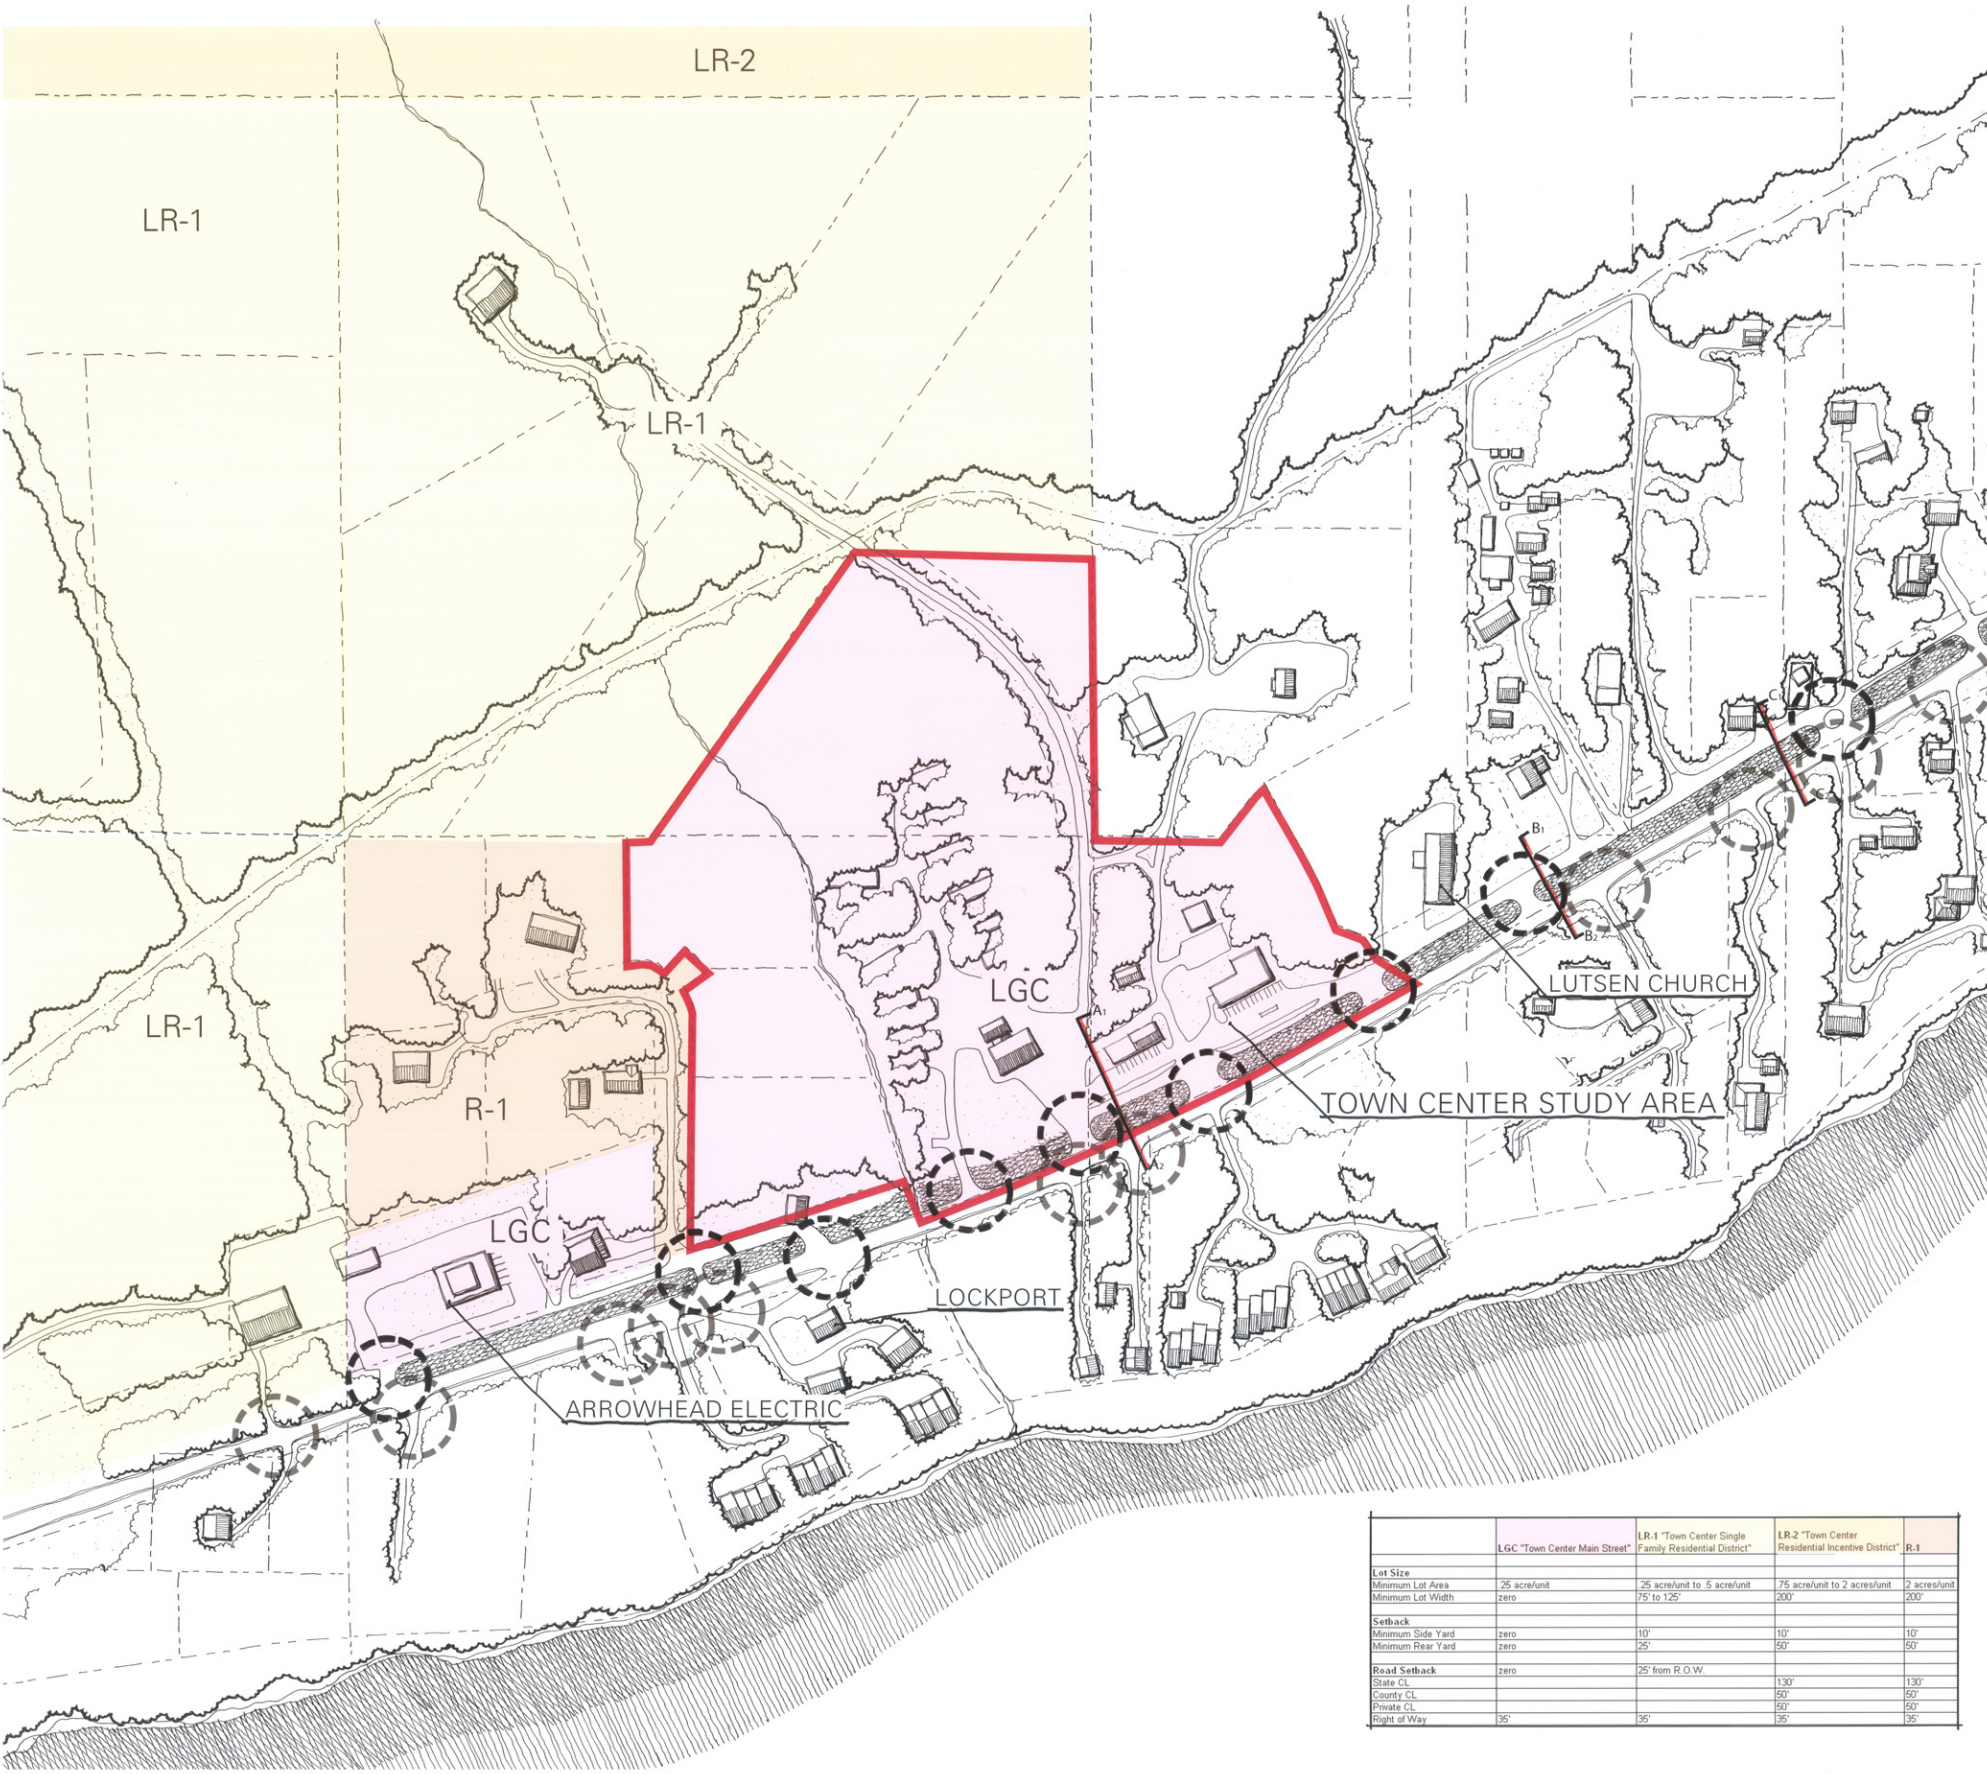 LR-2
LR-1
LR-1
LR-1
R-1
LGC
LGC
A1
A2
B1
B2
C
LUTSEN CHURCH
TOWN CENTER STUDY AREA
LOCKPORT
ARROWHEAD ELECTRIC
LGC "Town Center Main Street" LR-1 "Town Center Single Family Residential District" LR-2 "Town Center Residential Incentive District" R-1
Lot Size
Minimum Lot Area .25 acre/unit .25 acre/unit to .5 acre/unit .75 acre/unit to 2 acres/unit 2 acres/unit
Minimum Lot Width zero 75' to 125' 200' 200'
Setback
Minimum Side Yard zero 10' 10' 10'
Minimum Rear Yard zero 25' 50' 50'
Road Setback zero 25' from R.O.W.
State CL 130' 130'
County CL 50' 50'
Private CL 50' 50'
Right of Way 35' 35' 35' 35'